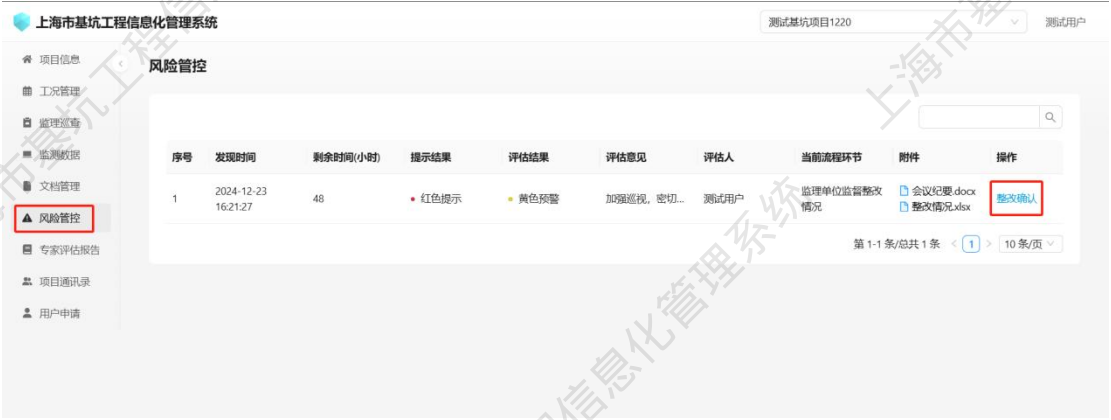 上海市基坑工程信息化管理系统
测试基坑项目1220
测试用户
项目信息
工况管理
监理巡查
监测数据
文档管理
风险管控
专家评估报告
项目通讯录
用户申请
风险管控
序号 发现时间 剩余时间(小时) 提示结果 评估结果 评估意见 评估人 当前流程环节 附件 操作
1 2024-12-23 16:21:27 48 红色提示 黄色预警 加强巡视，密切... 测试用户 监理单位监督整改情况 会议纪要.docx 整改情况.xlsx 整改确认
第 1-1 条/总共 1 条 < 1 > 10 条/页